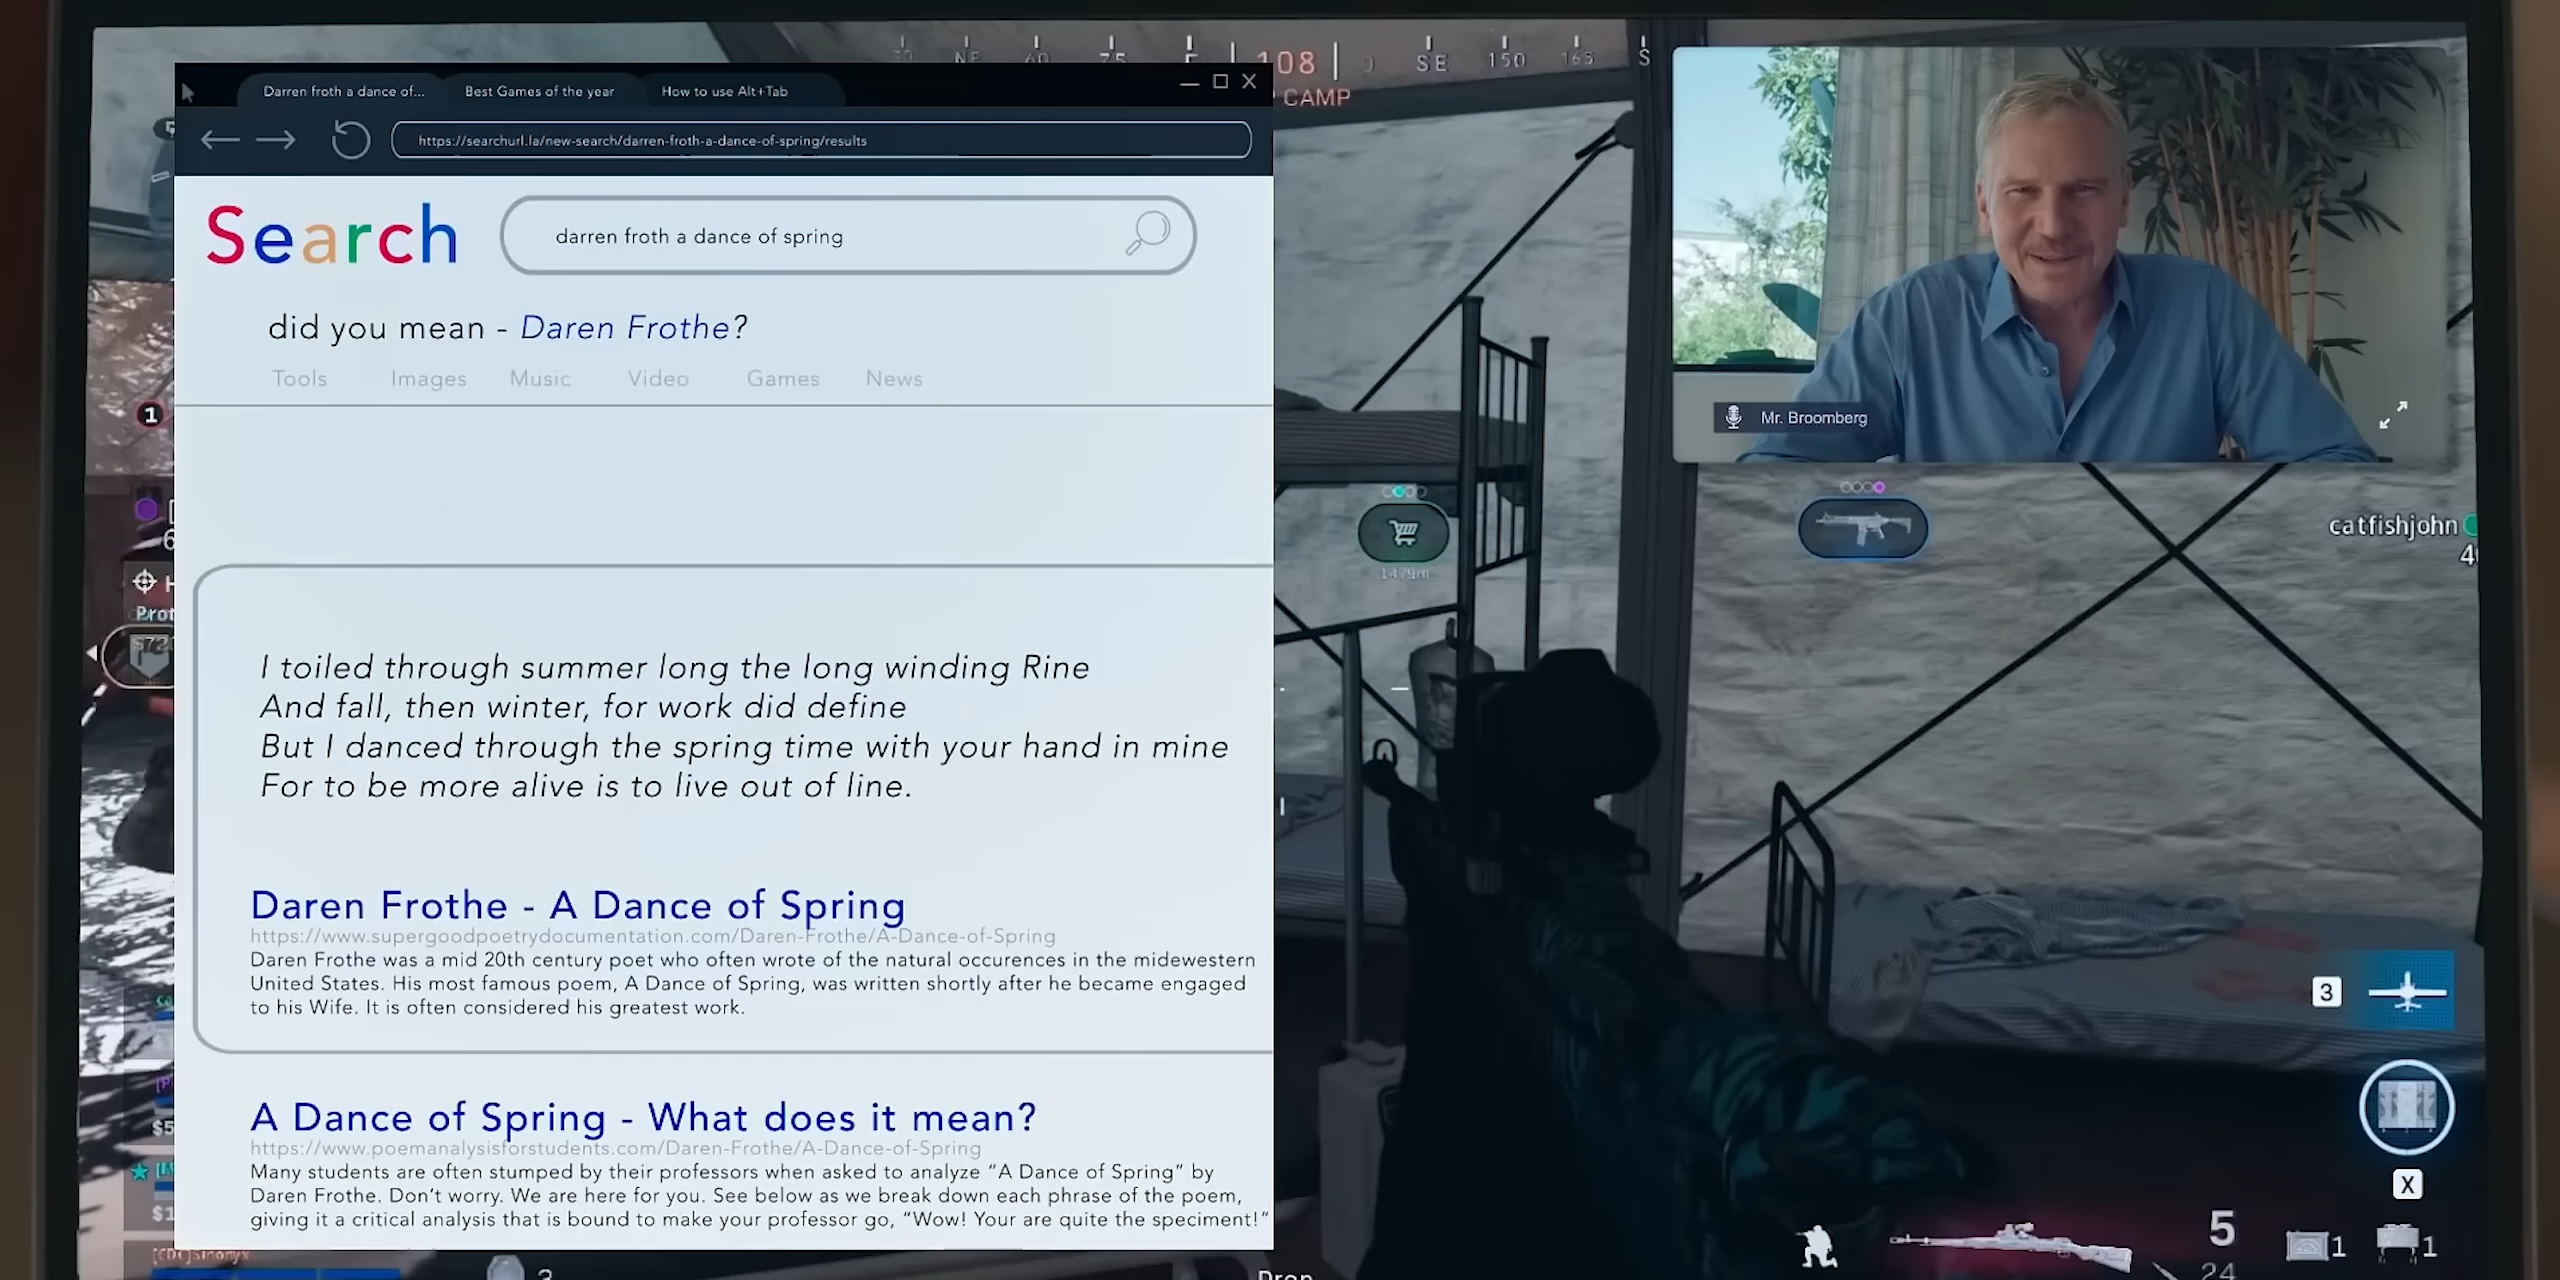 30 NE 60 75 E 108 SE 150 165 S
CAMP
Darren froth a dance of...
Best Games of the year
How to use Alt+Tab
https://searchurl.la/new-search/darren-froth-a-dance-of-spring/results
Search
darren froth a dance of spring
did you mean - Daren Frothe?
Tools Images Music Video Games News
I toiled through summer long the long winding Rine
And fall, then winter, for work did define
But I danced through the spring time with your hand in mine
For to be more alive is to live out of line.
Daren Frothe - A Dance of Spring
https://www.supergoodpoetrydocumentation.com/Daren-Frothe/A-Dance-of-Spring
Daren Frothe was a mid 20th century poet who often wrote of the natural occurences in the midewestern
United States. His most famous poem, A Dance of Spring, was written shortly after he became engaged
to his Wife. It is often considered his greatest work.
A Dance of Spring - What does it mean?
https://www.poemanalysisforstudents.com/Daren-Frothe/A-Dance-of-Spring
Many students are often stumped by their professors when asked to analyze “A Dance of Spring” by
Daren Frothe. Don’t worry. We are here for you. See below as we break down each phrase of the poem,
giving it a critical analysis that is bound to make your professor go, “Wow! Your are quite the speciment!”
Mr. Broomberg
1479m
catfishjohn
1
3
X
5
24
1
1